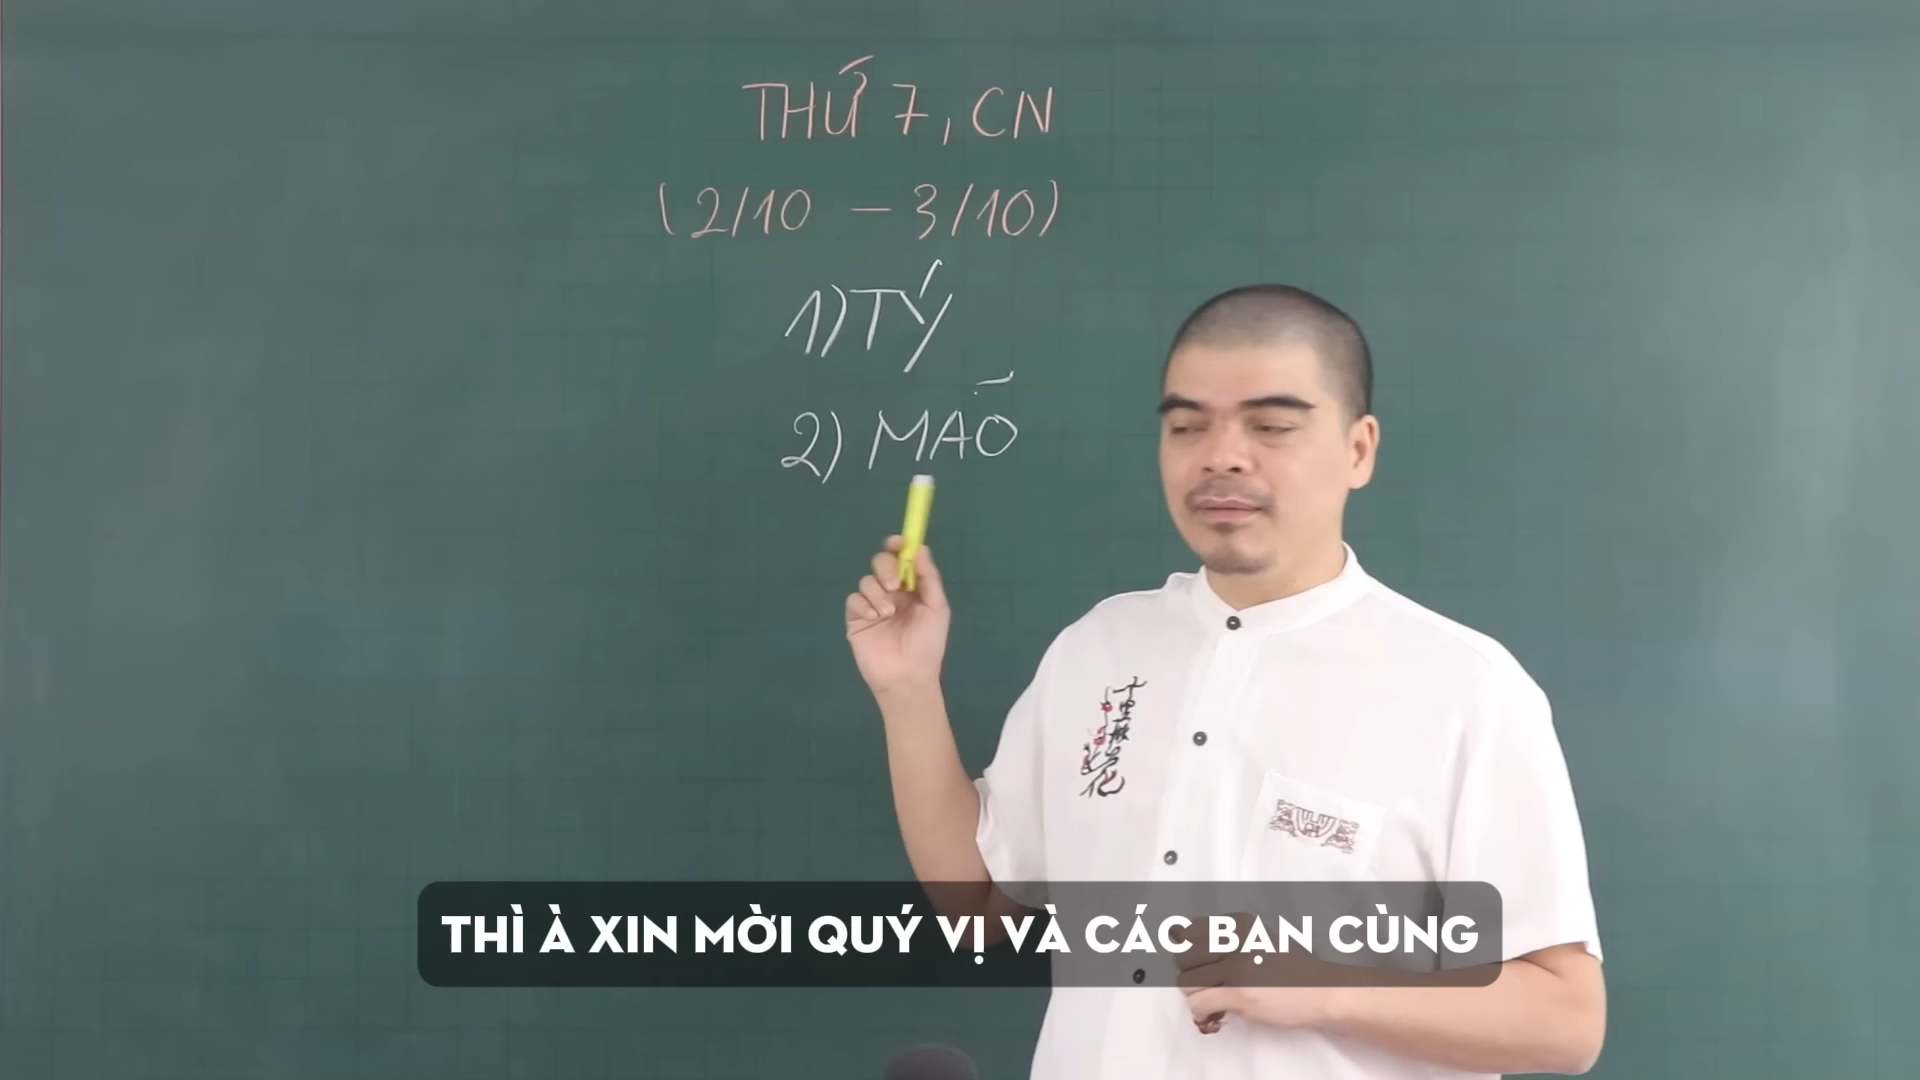 THỨ 7, CN
(2/10 - 3/10)
1) TÝ
2) MÃO
THÌ À XIN MỜI QUÝ VỊ VÀ CÁC BẠN CÙNG